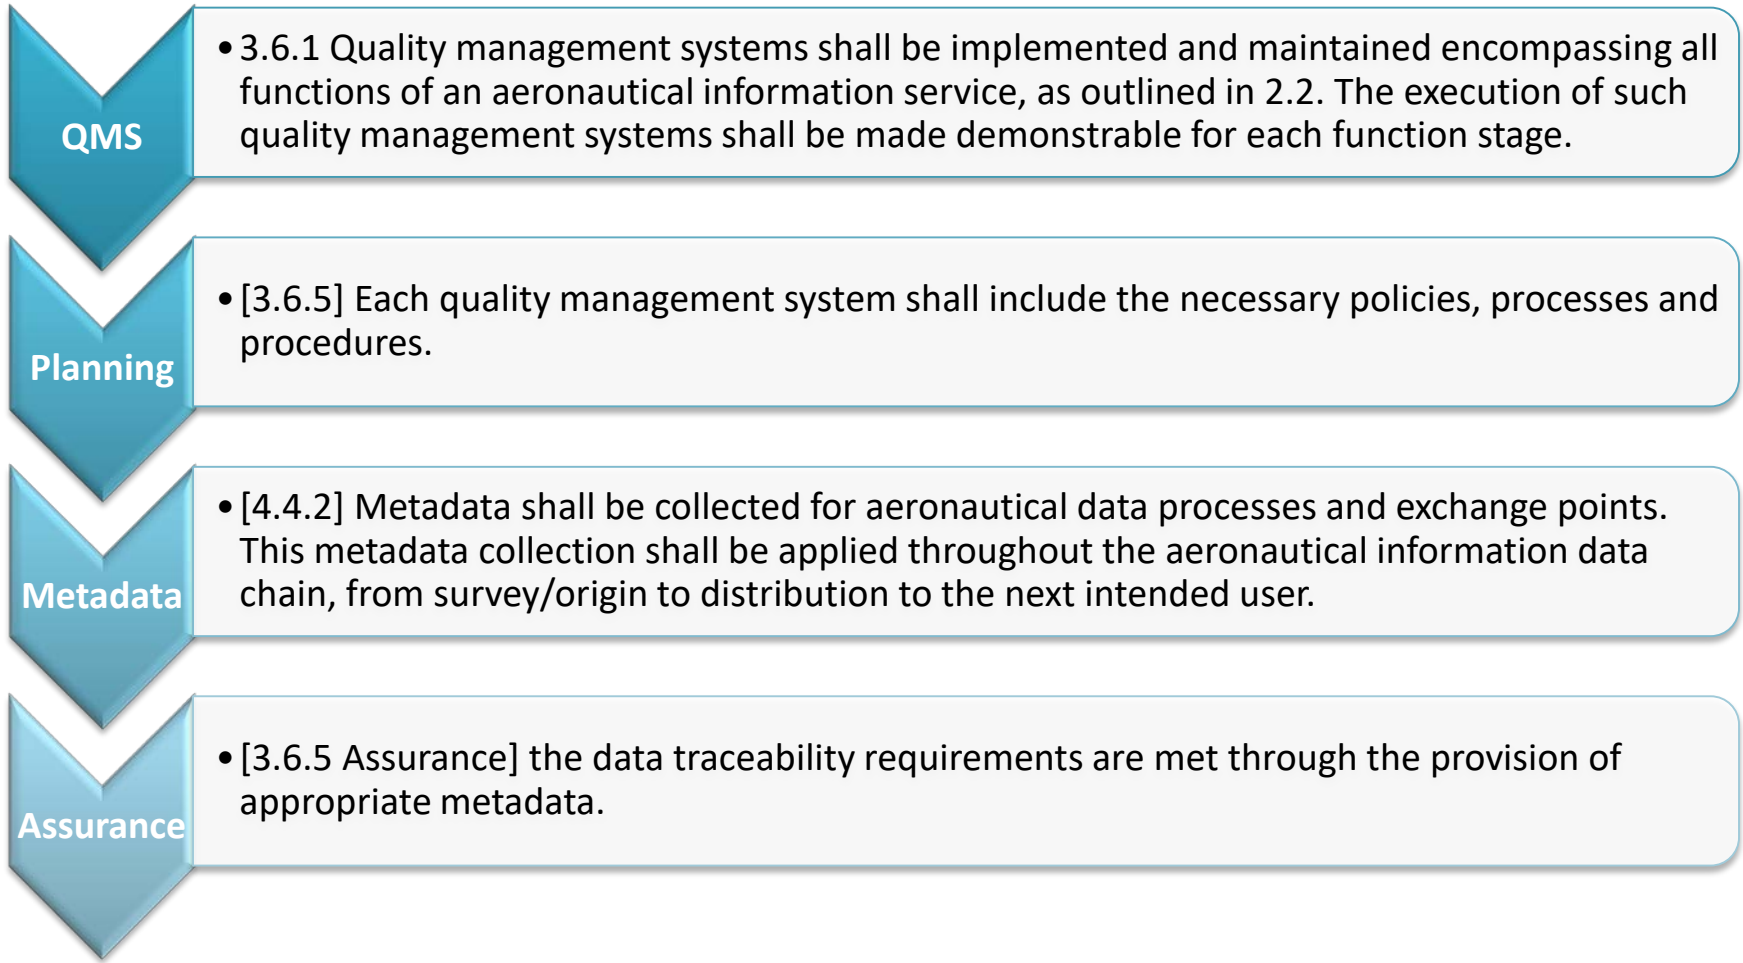 QMS
• 3.6.1 Quality management systems shall be implemented and maintained encompassing all
functions of an aeronautical information service, as outlined in 2.2. The execution of such
quality management systems shall be made demonstrable for each function stage.
Planning
• [3.6.5] Each quality management system shall include the necessary policies, processes and
procedures.
Metadata
• [4.4.2] Metadata shall be collected for aeronautical data processes and exchange points.
This metadata collection shall be applied throughout the aeronautical information data
chain, from survey/origin to distribution to the next intended user.
Assurance
• [3.6.5 Assurance] the data traceability requirements are met through the provision of
appropriate metadata.